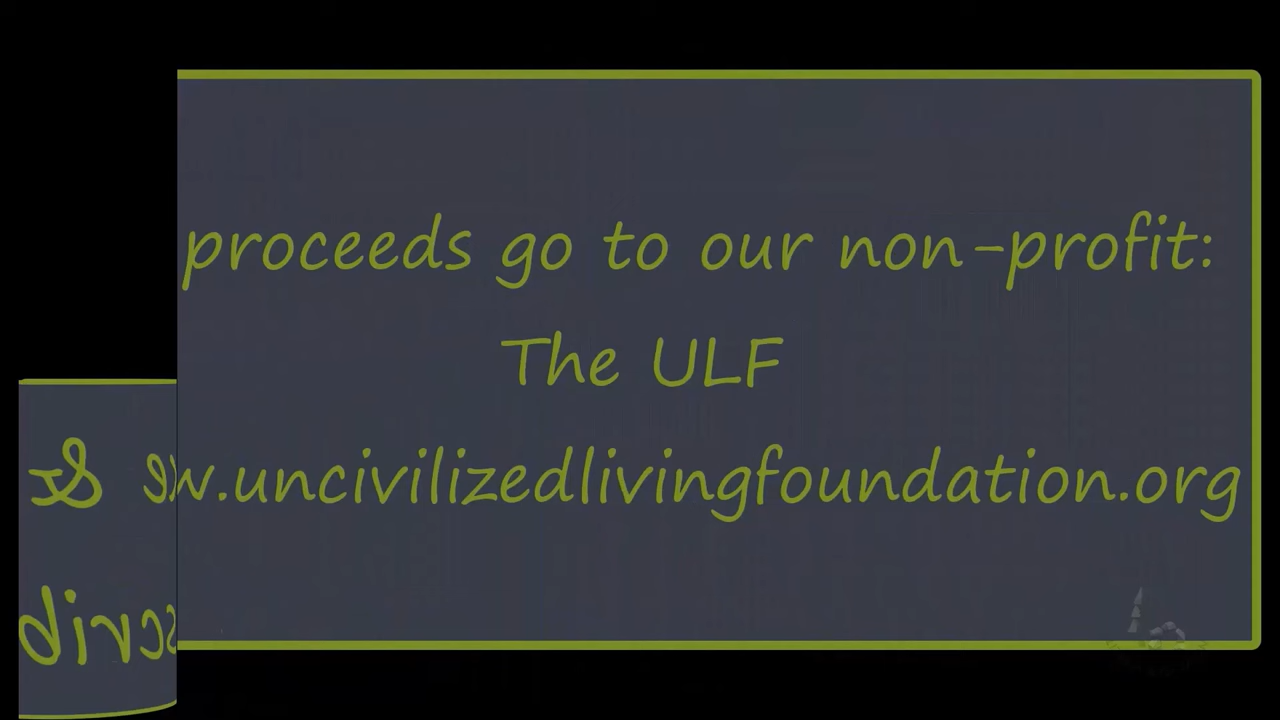 proceeds go to our non-profit:
The ULF
w.uncivilizedlivingfoundation.org
&